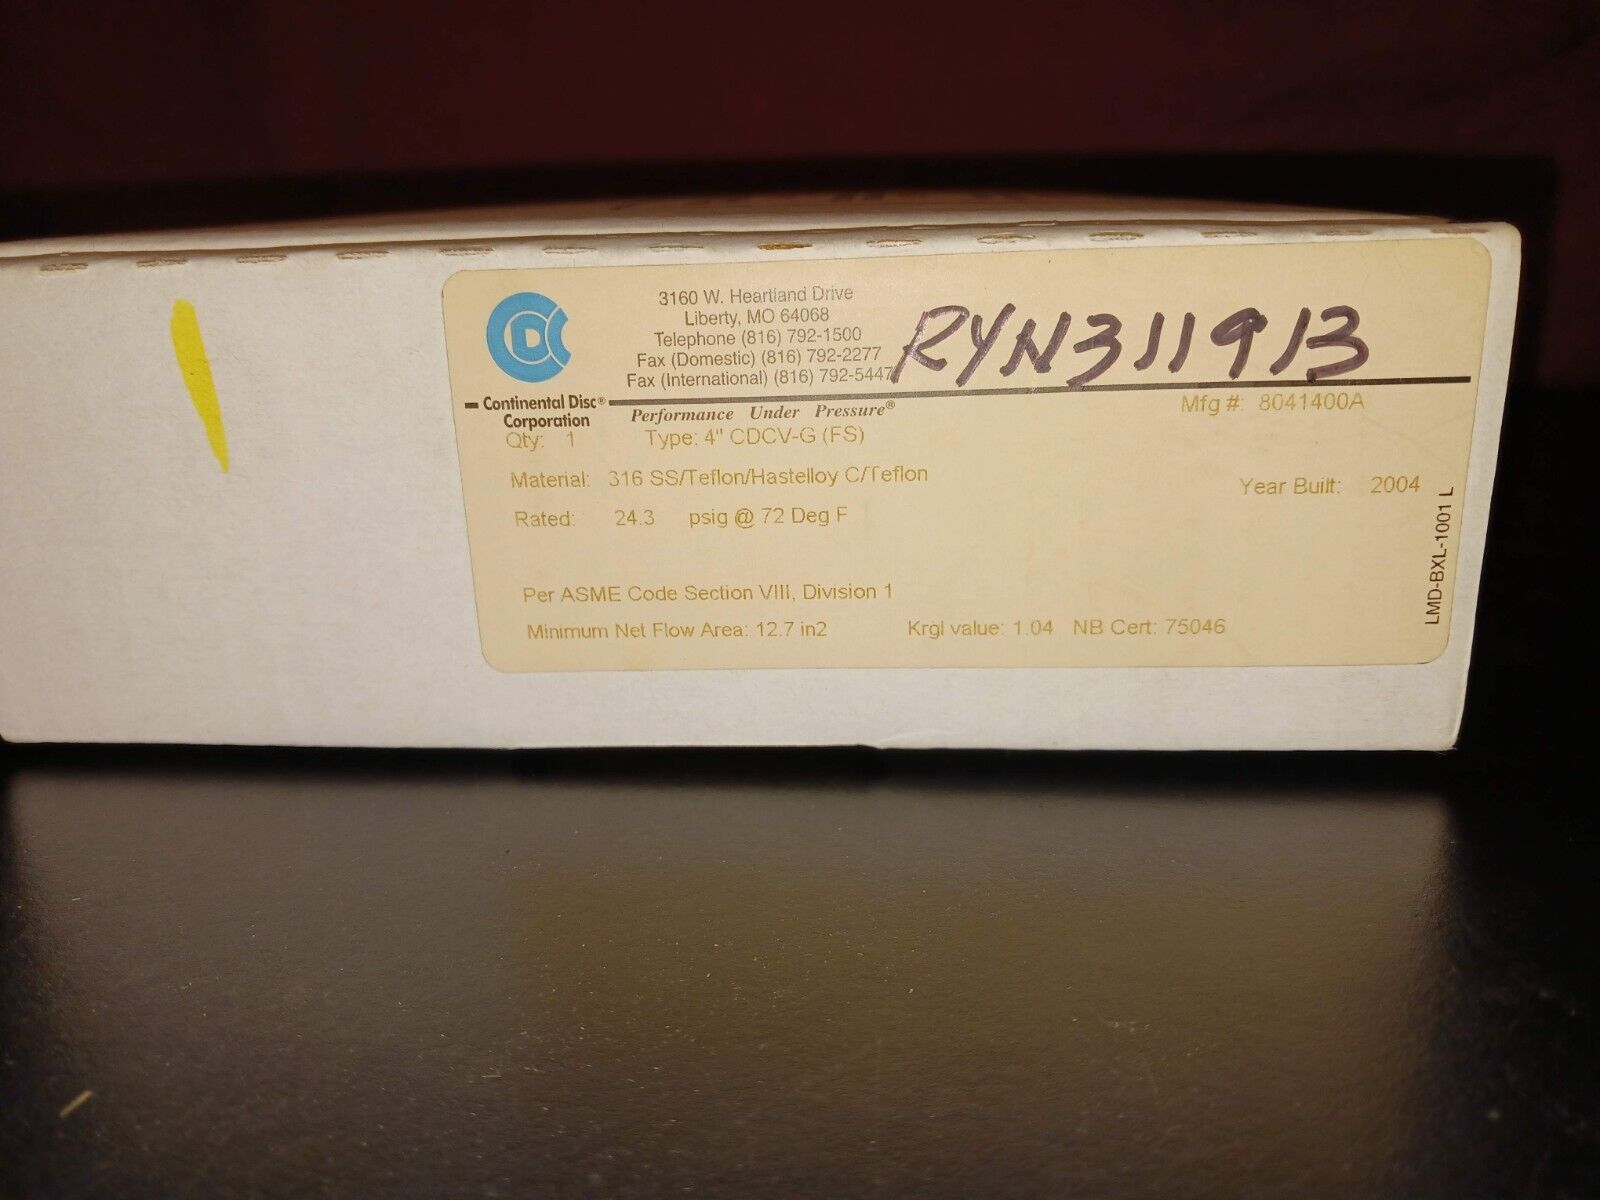 3160 W. Heartland Drive
Liberty, MO 64068
Telephone (816) 792-1500
Fax (Domestic) (816) 792-2277
Fax (International) (816) 792-5447
RYN311913
CDC
Continental Disc®
Corporation
Performance Under Pressure®
Mfg #: 8041400A
Qty: 1 Type: 4" CDCV-G (FS)
Material: 316 SS/Teflon/Hastelloy C/Teflon
Year Built: 2004
Rated: 24.3 psig @ 72 Deg F
Per ASME Code Section VIII, Division 1
Minimum Net Flow Area: 12.7 in2 Krgl value: 1.04 NB Cert: 75046
LMD-BXL-1001 L